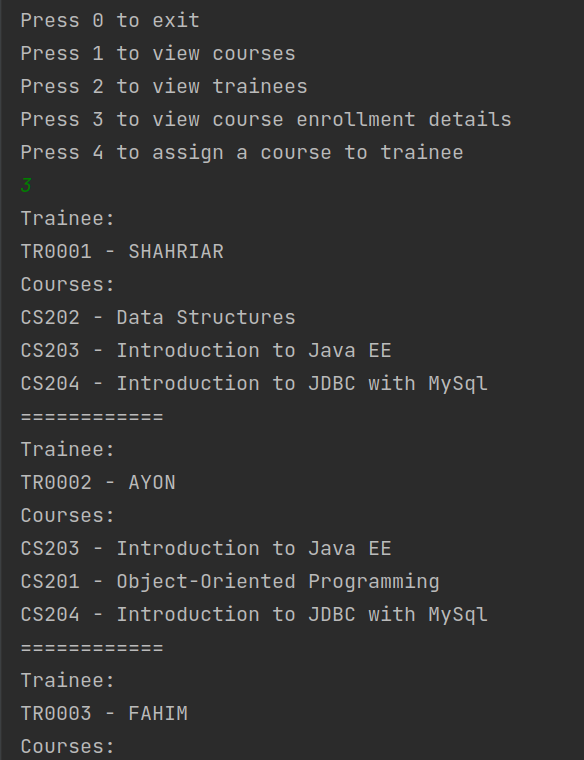 Press 0 to exit
Press 1 to view courses
Press 2 to view trainees
Press 3 to view course enrollment details
Press 4 to assign a course to trainee
3
Trainee:
TR0001 - SHAHRIAR
Courses:
CS202 - Data Structures
CS203 - Introduction to Java EE
CS204 - Introduction to JDBC with MySql
============
Trainee:
TR0002 - AYON
Courses:
CS203 - Introduction to Java EE
CS201 - Object-Oriented Programming
CS204 - Introduction to JDBC with MySql
============
Trainee:
TR0003 - FAHIM
Courses: